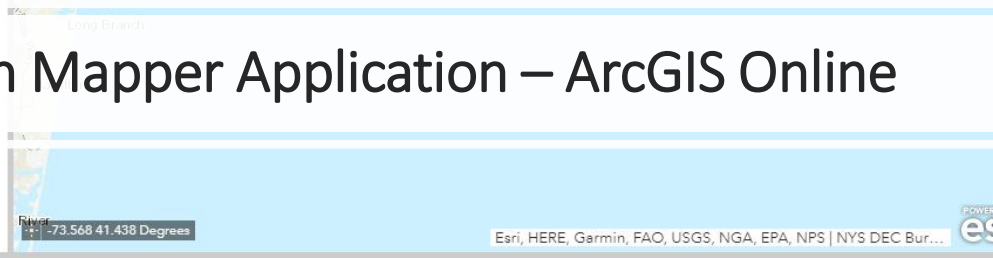 Long Branch
Mapper Application – ArcGIS Online
River
-73.568 41.438 Degrees
Esri, HERE, Garmin, FAO, USGS, NGA, EPA, NPS | NYS DEC Bur...